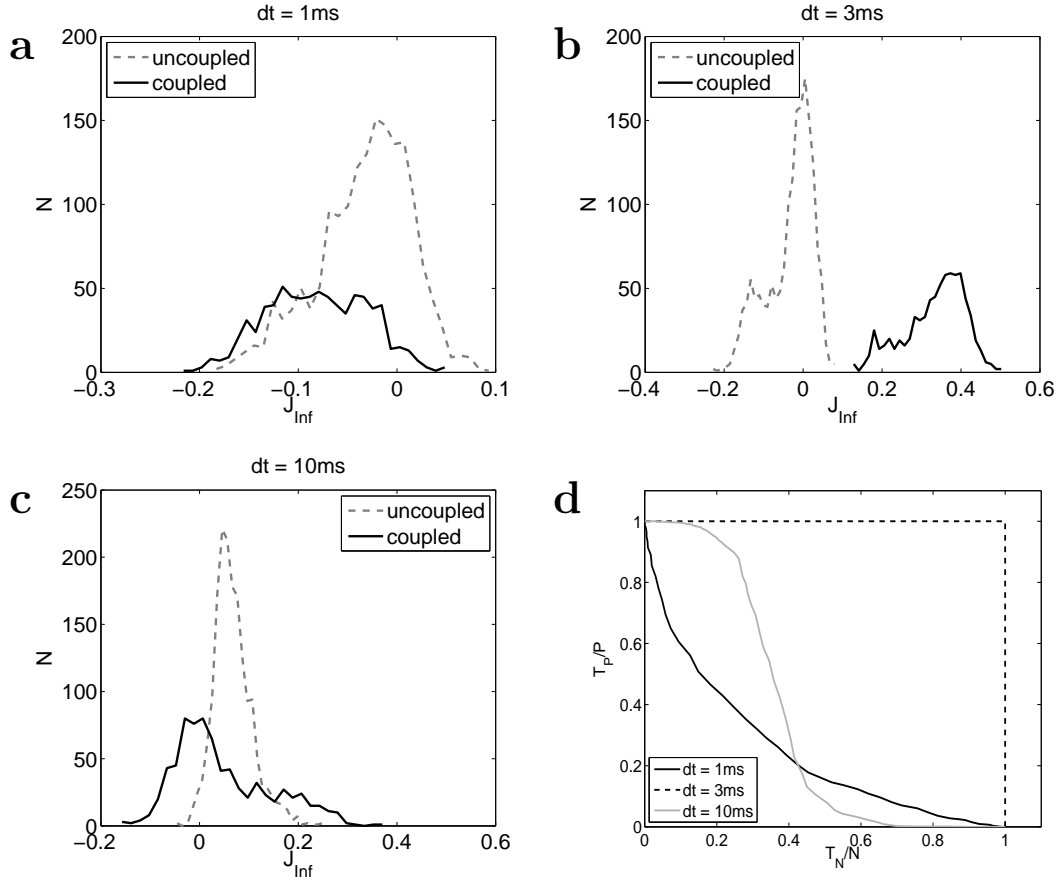 a
dt = 1ms
200
150
100
50
0
N
uncoupled
coupled
−0.3
−0.2
−0.1
0
0.1
J_Inf
b
dt = 3ms
200
150
100
50
0
N
uncoupled
coupled
−0.4
−0.2
0
0.2
0.4
0.6
J_Inf
c
dt = 10ms
250
200
150
100
50
0
N
uncoupled
coupled
−0.2
0
0.2
0.4
0.6
J_Inf
d
1
0.8
0.6
0.4
0.2
0
T_P/P
dt = 1ms
dt = 3ms
dt = 10ms
0
0.2
0.4
0.6
0.8
1
T_N/N